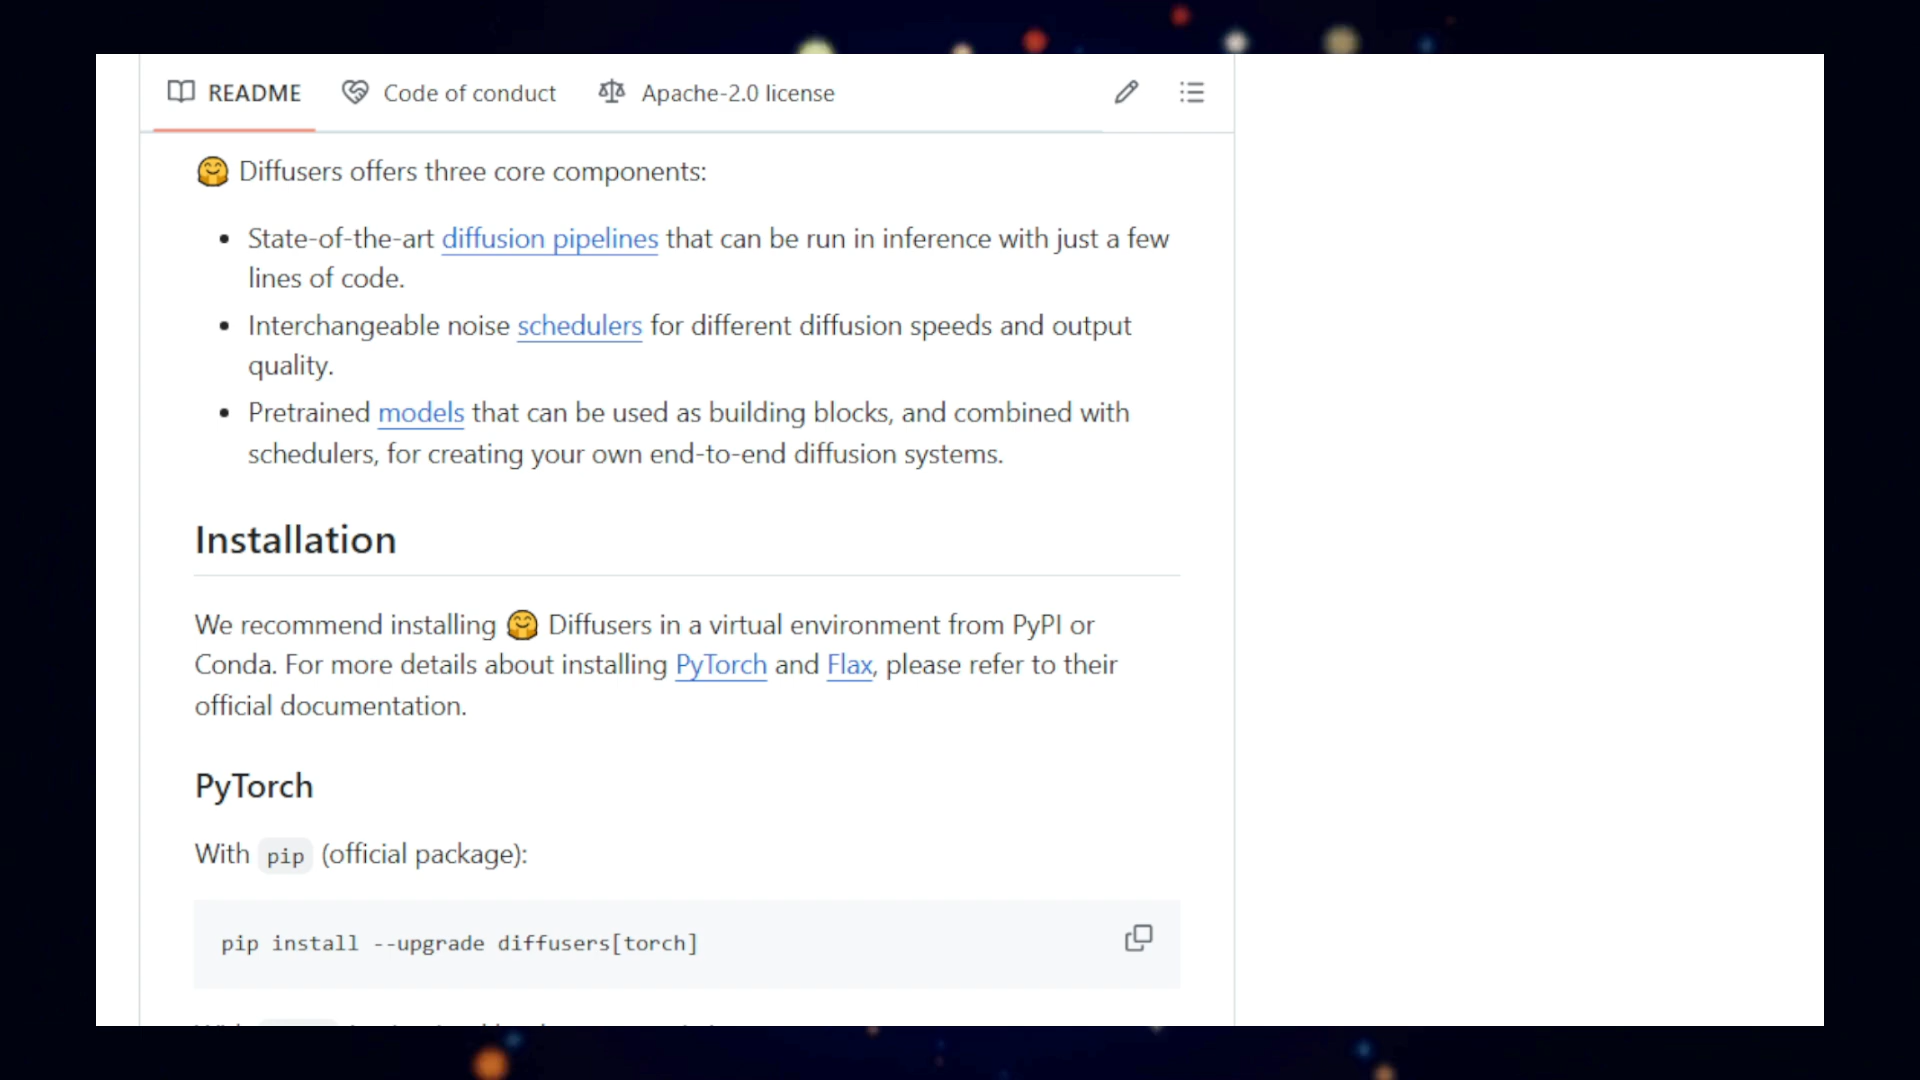 README Code of conduct Apache-2.0 license
🤗 Diffusers offers three core components:
• State-of-the-art diffusion pipelines that can be run in inference with just a few
lines of code.
• Interchangeable noise schedulers for different diffusion speeds and output
quality.
• Pretrained models that can be used as building blocks, and combined with
schedulers, for creating your own end-to-end diffusion systems.
Installation
We recommend installing 🤗 Diffusers in a virtual environment from PyPI or
Conda. For more details about installing PyTorch and Flax, please refer to their
official documentation.
PyTorch
With pip (official package):
pip install --upgrade diffusers[torch]